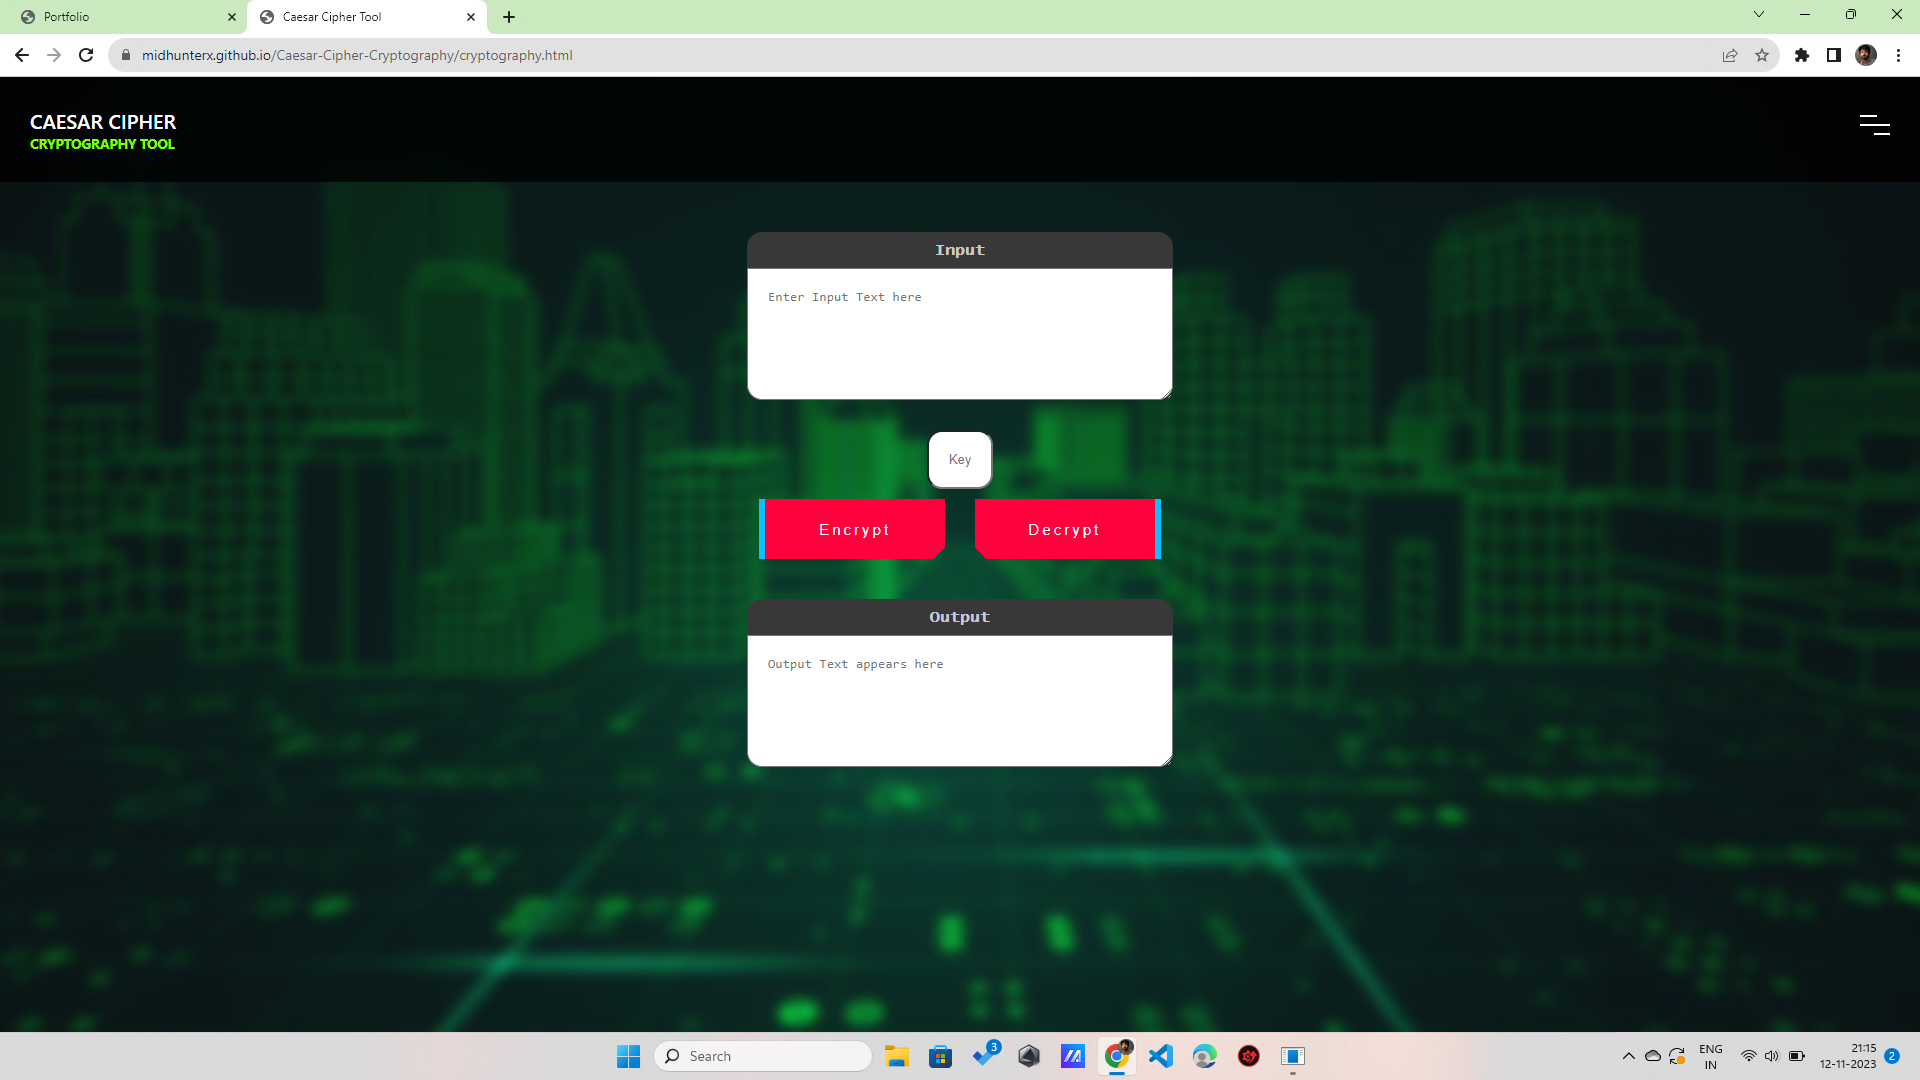 Portfolio
Caesar Cipher Tool
midhunterx.github.io/Caesar-Cipher-Cryptography/cryptography.html
CAESAR CIPHER
CRYPTOGRAPHY TOOL
Input
Enter Input Text here
Key
Encrypt
Decrypt
Output
Output Text appears here
Search
3
ENG
IN
21:15
12-11-2023
2